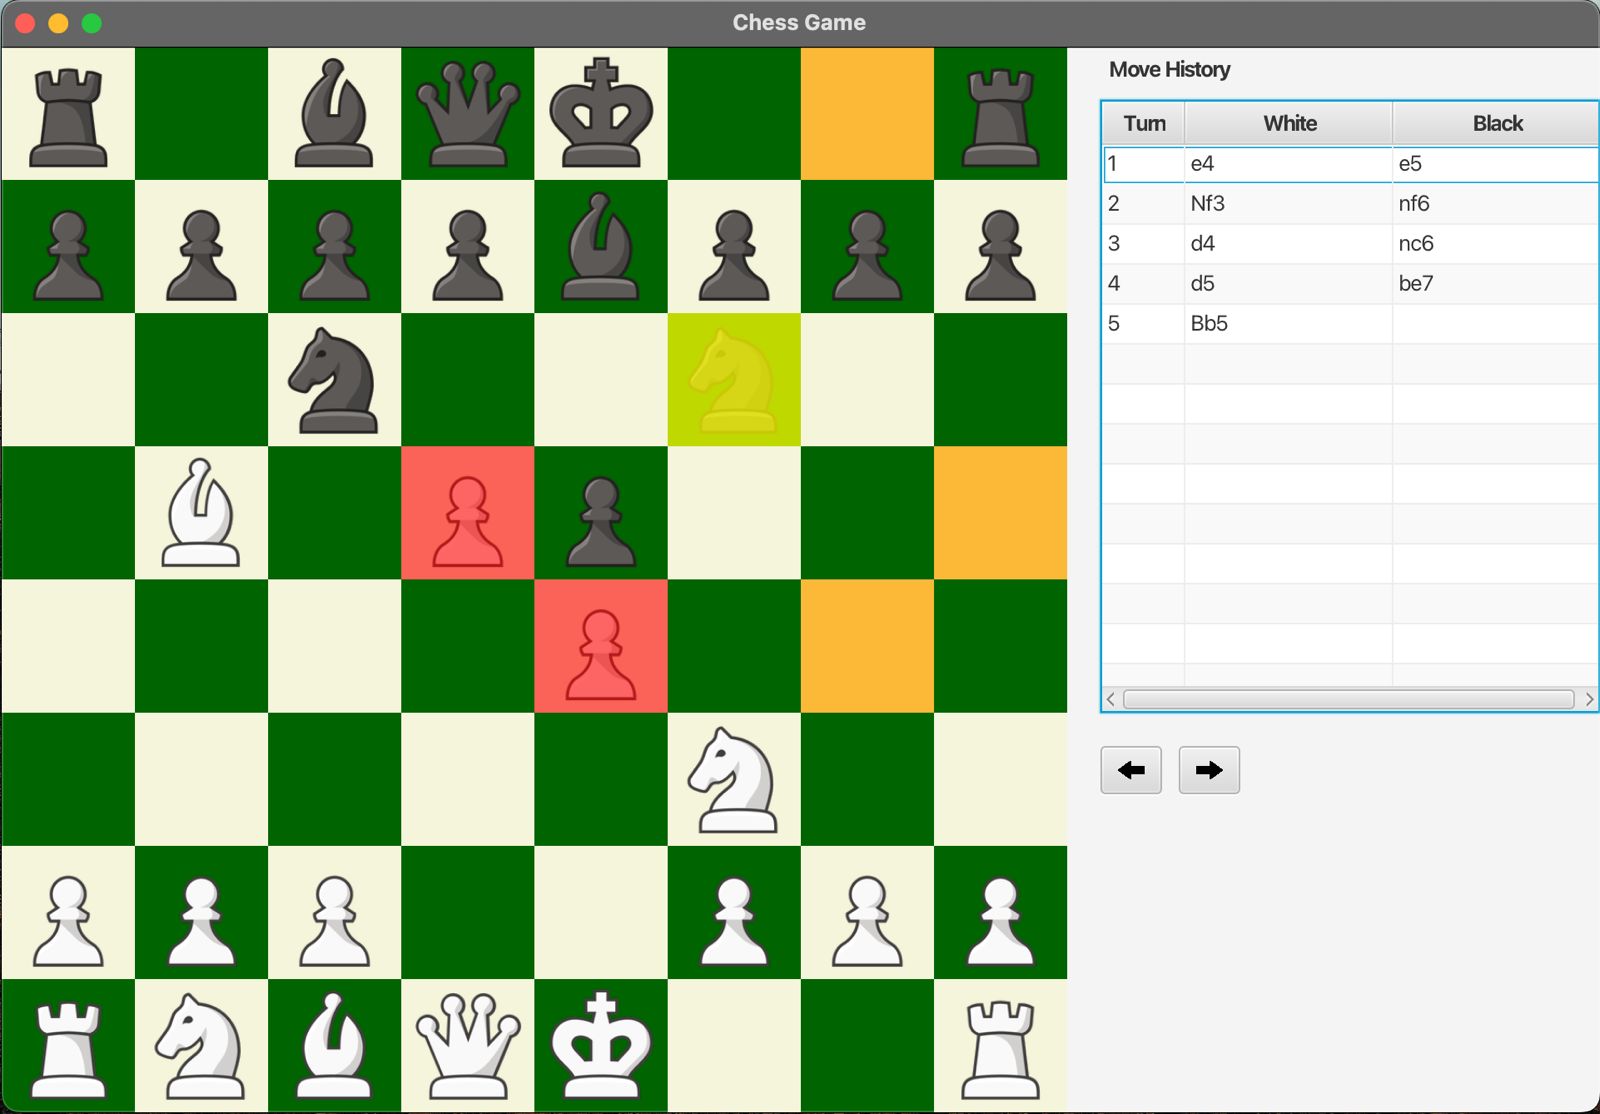 Chess Game
Move History
Turn White Black
1 e4 e5
2 Nf3 nf6
3 d4 nc6
4 d5 be7
5 Bb5